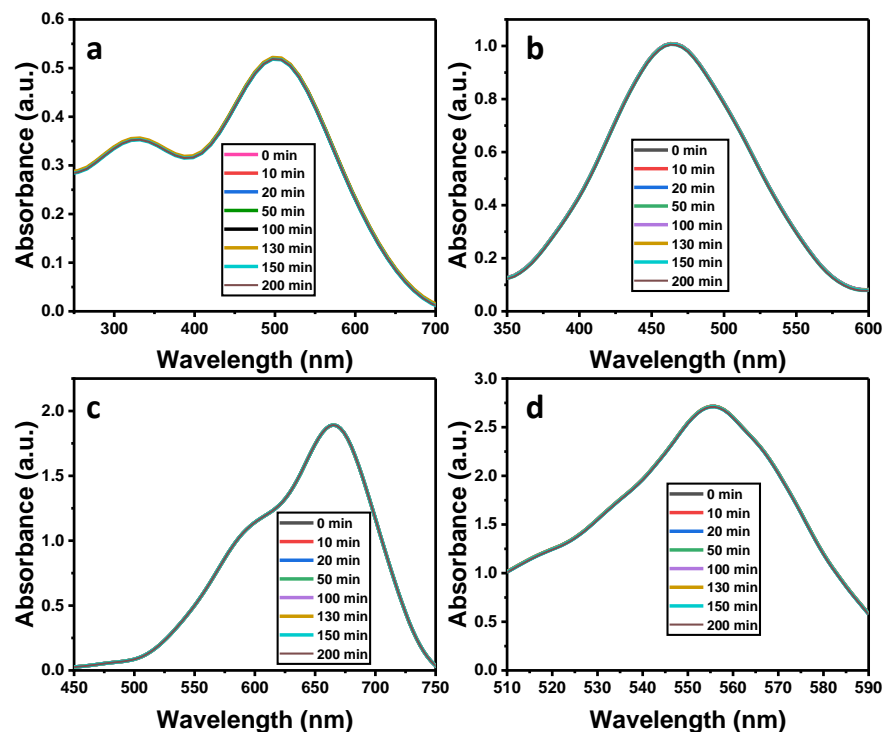 a
Absorbance (a.u.)
0.6
0.5
0.4
0.3
0.2
0.1
0.0
0 min
10 min
20 min
50 min
100 min
130 min
150 min
200 min
300 400 500 600 700
Wavelength (nm)
b
Absorbance (a.u.)
1.0
0.8
0.6
0.4
0.2
0.0
0 min
10 min
20 min
50 min
100 min
130 min
150 min
200 min
350 400 450 500 550 600
Wavelength (nm)
c
Absorbance (a.u.)
2.0
1.5
1.0
0.5
0.0
0 min
10 min
20 min
50 min
100 min
130 min
150 min
200 min
450 500 550 600 650 700 750
Wavelength (nm)
d
Absorbance (a.u.)
3.0
2.5
2.0
1.5
1.0
0.5
0.0
0 min
10 min
20 min
50 min
100 min
130 min
150 min
200 min
510 520 530 540 550 560 570 580 590
Wavelength (nm)